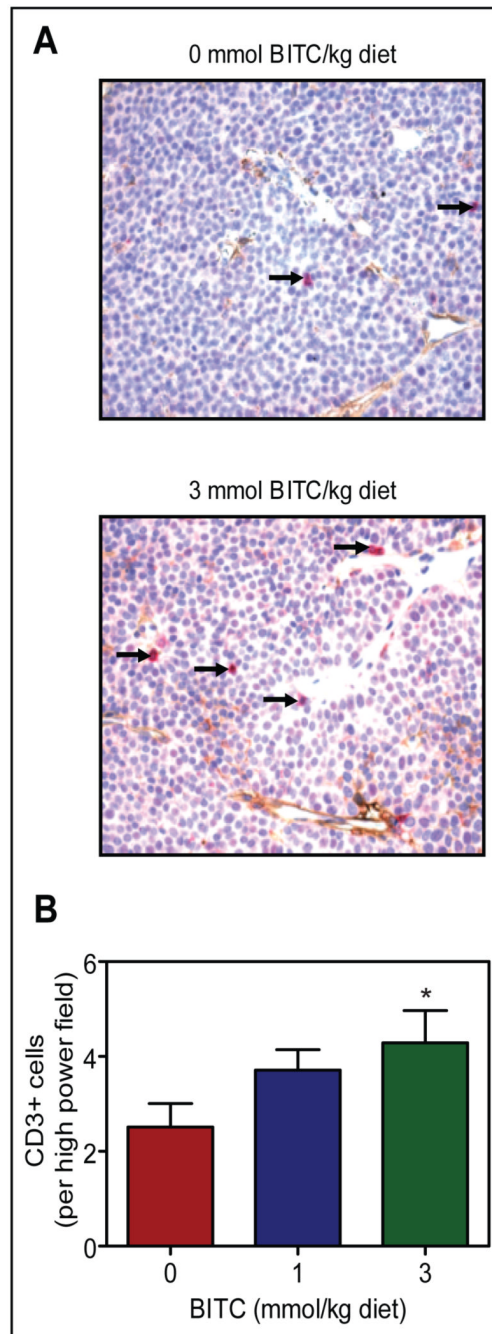 A
0 mmol BITC/kg diet
3 mmol BITC/kg diet
B
CD3+ cells
(per high power field)
6
4
2
0
*
0 1 3
BITC (mmol/kg diet)